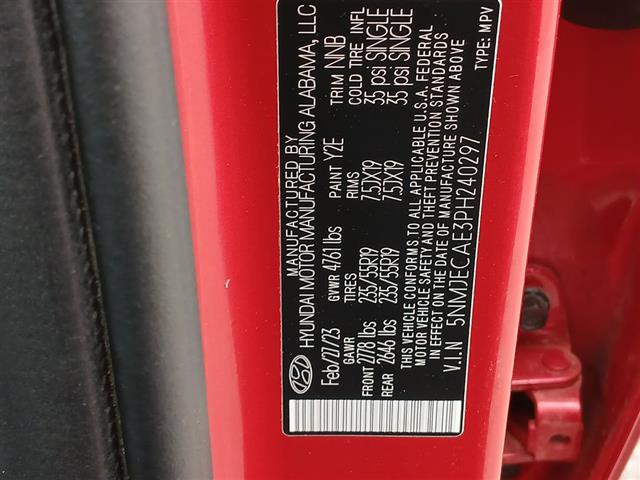 MANUFACTURED BY
HYUNDAI MOTOR MANUFACTURING ALABAMA, LLC
Feb/27/23 PAINT Y2E TRIM NNB
GVWR 4761 lbs
GAWR TIRES RIMS COLD TIRE INFL
FRONT 2778 lbs 235/55R19 7.5JX19 35 psi SINGLE
REAR 2646 lbs 235/55R19 7.5JX19 35 psi SINGLE
THIS VEHICLE CONFORMS TO ALL APPLICABLE U.S.A. FEDERAL
MOTOR VEHICLE SAFETY AND THEFT PREVENTION STANDARDS
IN EFFECT ON THE DATE OF MANUFACTURE SHOWN ABOVE.
V.I.N 5NMJECAE3PH240297 TYPE: MPV